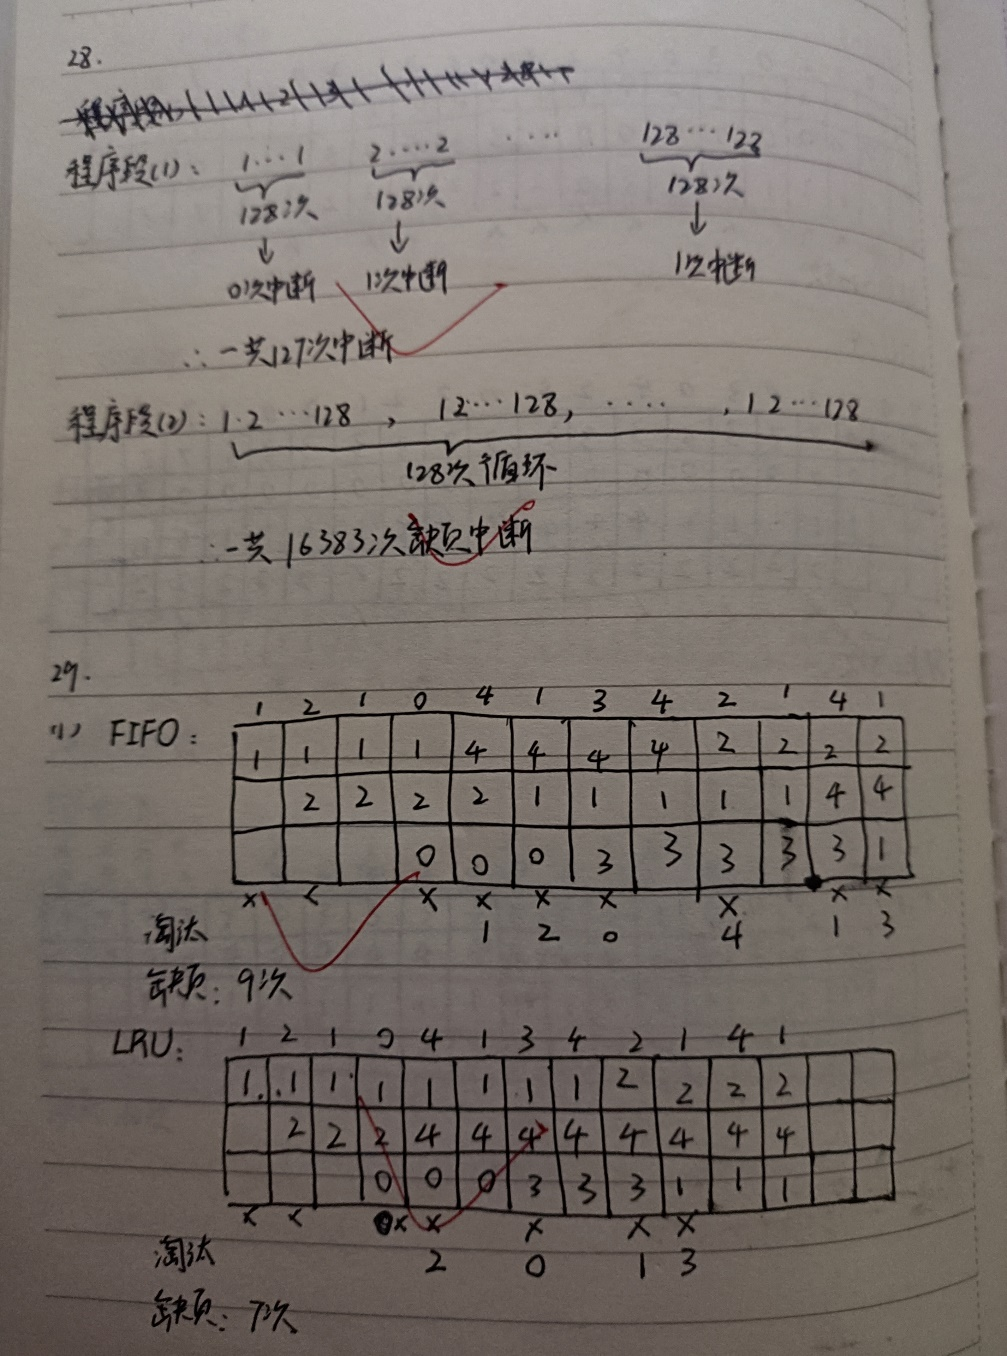 28.
程序段(1): 1····1 2·····2 ···· 128···128
128次 128次 128次
0次中断 1次中断 1次中断
∴一共127次中断
程序段(2): 1·2···128, 12···128, ····, 12···128
128次循环
∴一共16383次缺页中断
29.
1 2 1 0 4 1 3 4 2 1 4 1
(1) FIFO: 1 1 1 1 4 4 4 4 2 2 2 2
2 2 2 2 1 1 1 1 1 4 4
0 0 0 3 3 3 3 3 1
× × × × × × × × ×
淘汰 1 2 0 4 1 3
缺页: 9次
LRU: 1 2 1 0 4 1 3 4 2 1 4 1
1 1 1 1 1 1 1 1 2 2 2 2
2 2 2 4 4 4 4 4 4 4 4
0 0 0 3 3 3 1 1 1
× × × × × × ×
淘汰 2 0 1 3
缺页: 7次